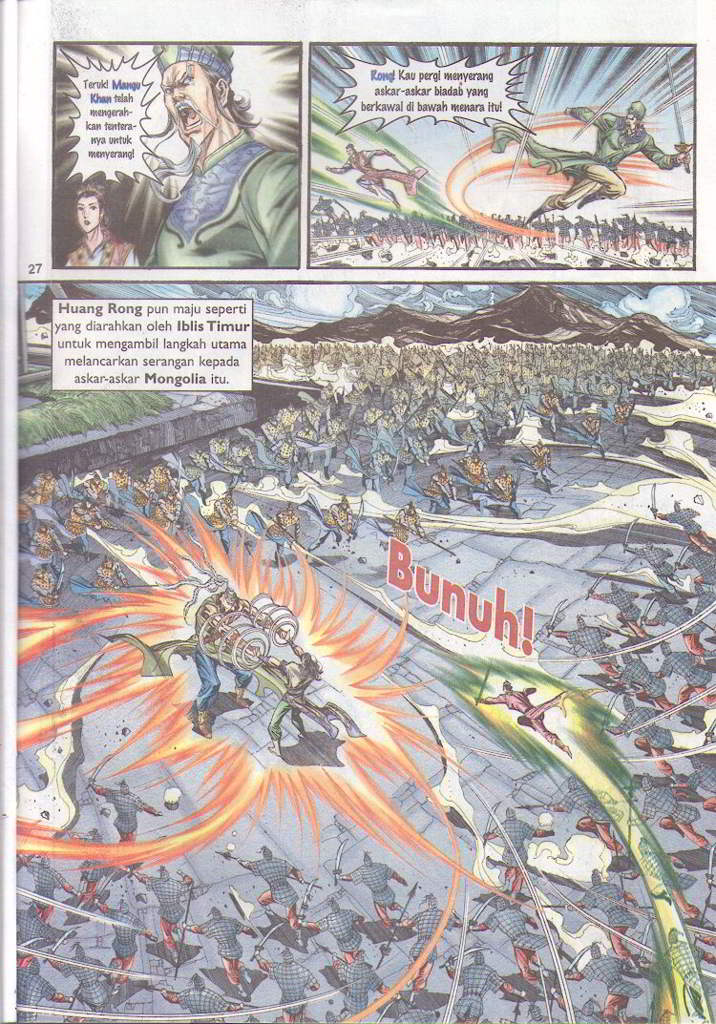 Teruk! Mangu
Khan telah
mengerah-
kan tentera-
nya untuk
menyerang!
Kong! Kau pergi menyerang
askar-askar biadab yang
berkawal di bawah menara itu!
27
Huang Rong pun maju seperti
yang diarahkan oleh Iblis Timur
untuk mengambil langkah utama
melancarkan serangan kepada
askar-askar Mongolia itu.
Bunuh!